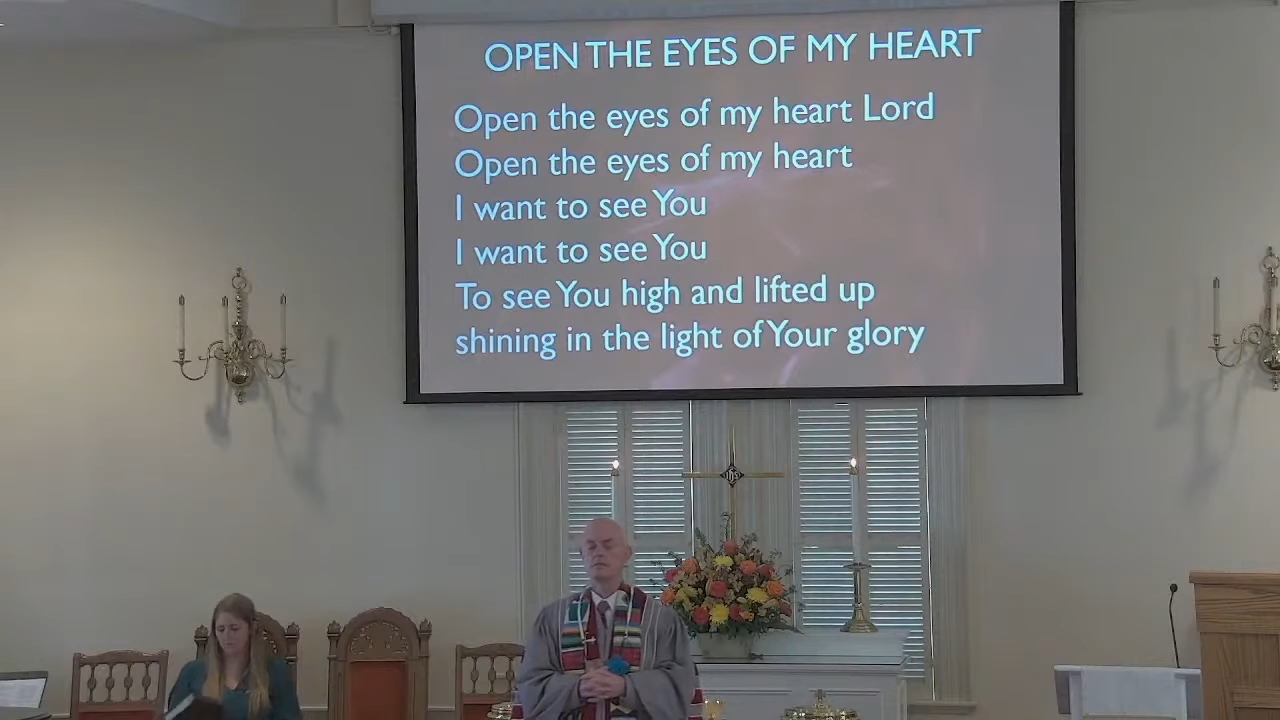 OPEN THE EYES OF MY HEART
Open the eyes of my heart Lord
Open the eyes of my heart
I want to see You
I want to see You
To see You high and lifted up
shining in the light of Your glory